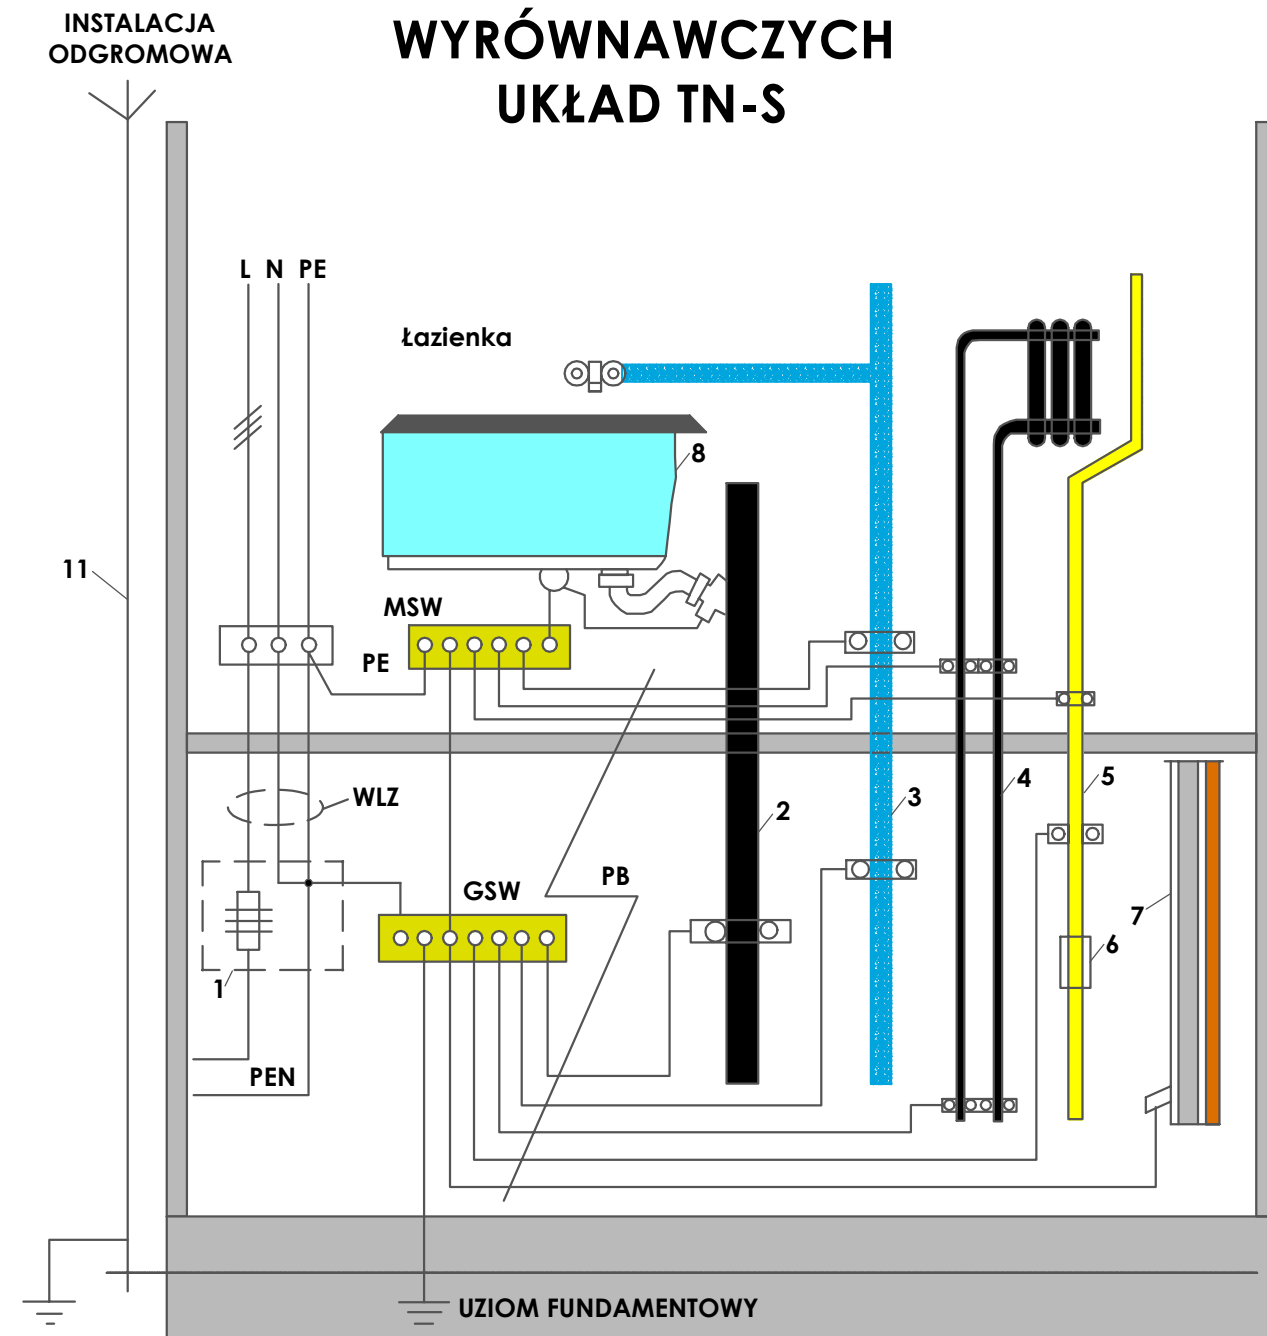 INSTALACJA
ODGROMOWA
WYRÓWNAWCZYCH
UKŁAD TN-S
L N PE
Łazienka
8
11
MSW
PE
WLZ
2
3
4
5
GSW
PB
7
6
1
PEN
UZIOM FUNDAMENTOWY